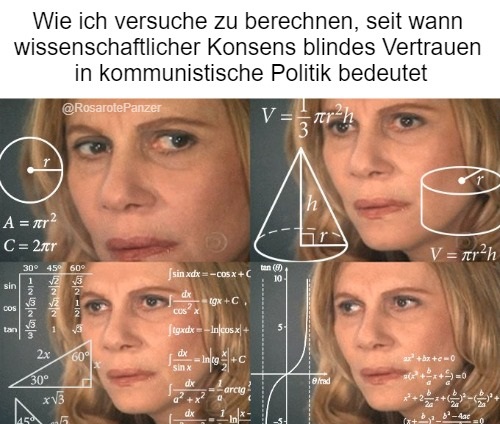 Wie ich versuche zu berechnen, seit wann
wissenschaftlicher Konsens blindes Vertrauen
in kommunistische Politik bedeutet
@RosarotePanzer
r
A = πr²
C = 2πr
V = 1/3 πr²h
h
r
r
V = πr²h
30° 45° 60°
sin 1/2 √2/2 √3/2
cos √3/2 √2/2 1/2
tan √3/3 1 √3
2x 60° x
30°
x√3
45°
∫sin xdx = −cos x + C
∫dx/cos² x = tgx + C,
∫tgxdx = −ln|cos x| +
∫dx/sin x = ln|tg x/2| + C
∫dx/a² + x² = 1/a arctg
tan (θ)
10
5
-5
θ/rad
ax² + bx + c = 0